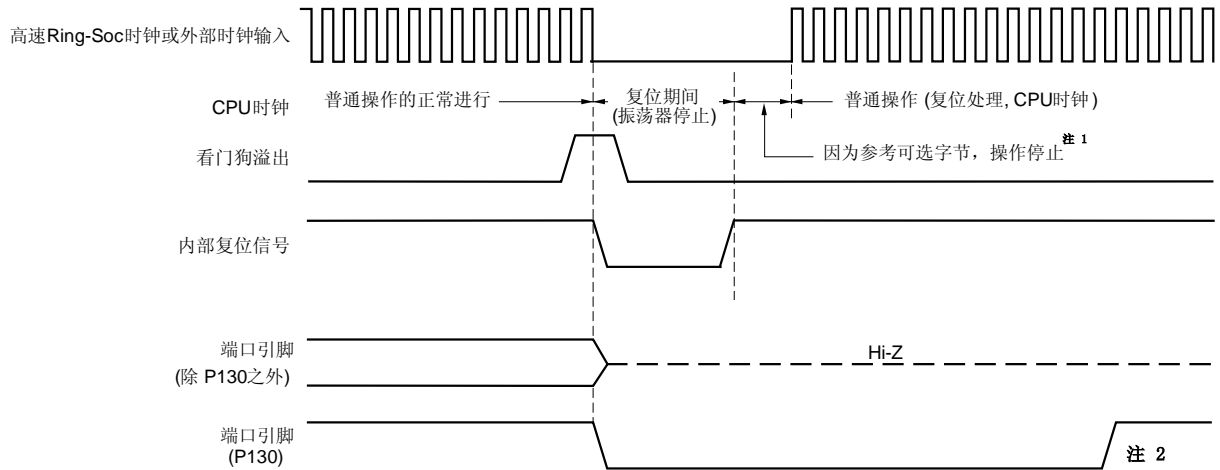 高速Ring-Soc时钟或外部时钟输入
CPU时钟
普通操作的正常进行
复位期间
(振荡器停止)
普通操作 (复位处理, CPU时钟)
看门狗溢出
因为参考可选字节，操作停止注 1
内部复位信号
端口引脚
(除 P130之外)
Hi-Z
端口引脚
(P130)
注 2